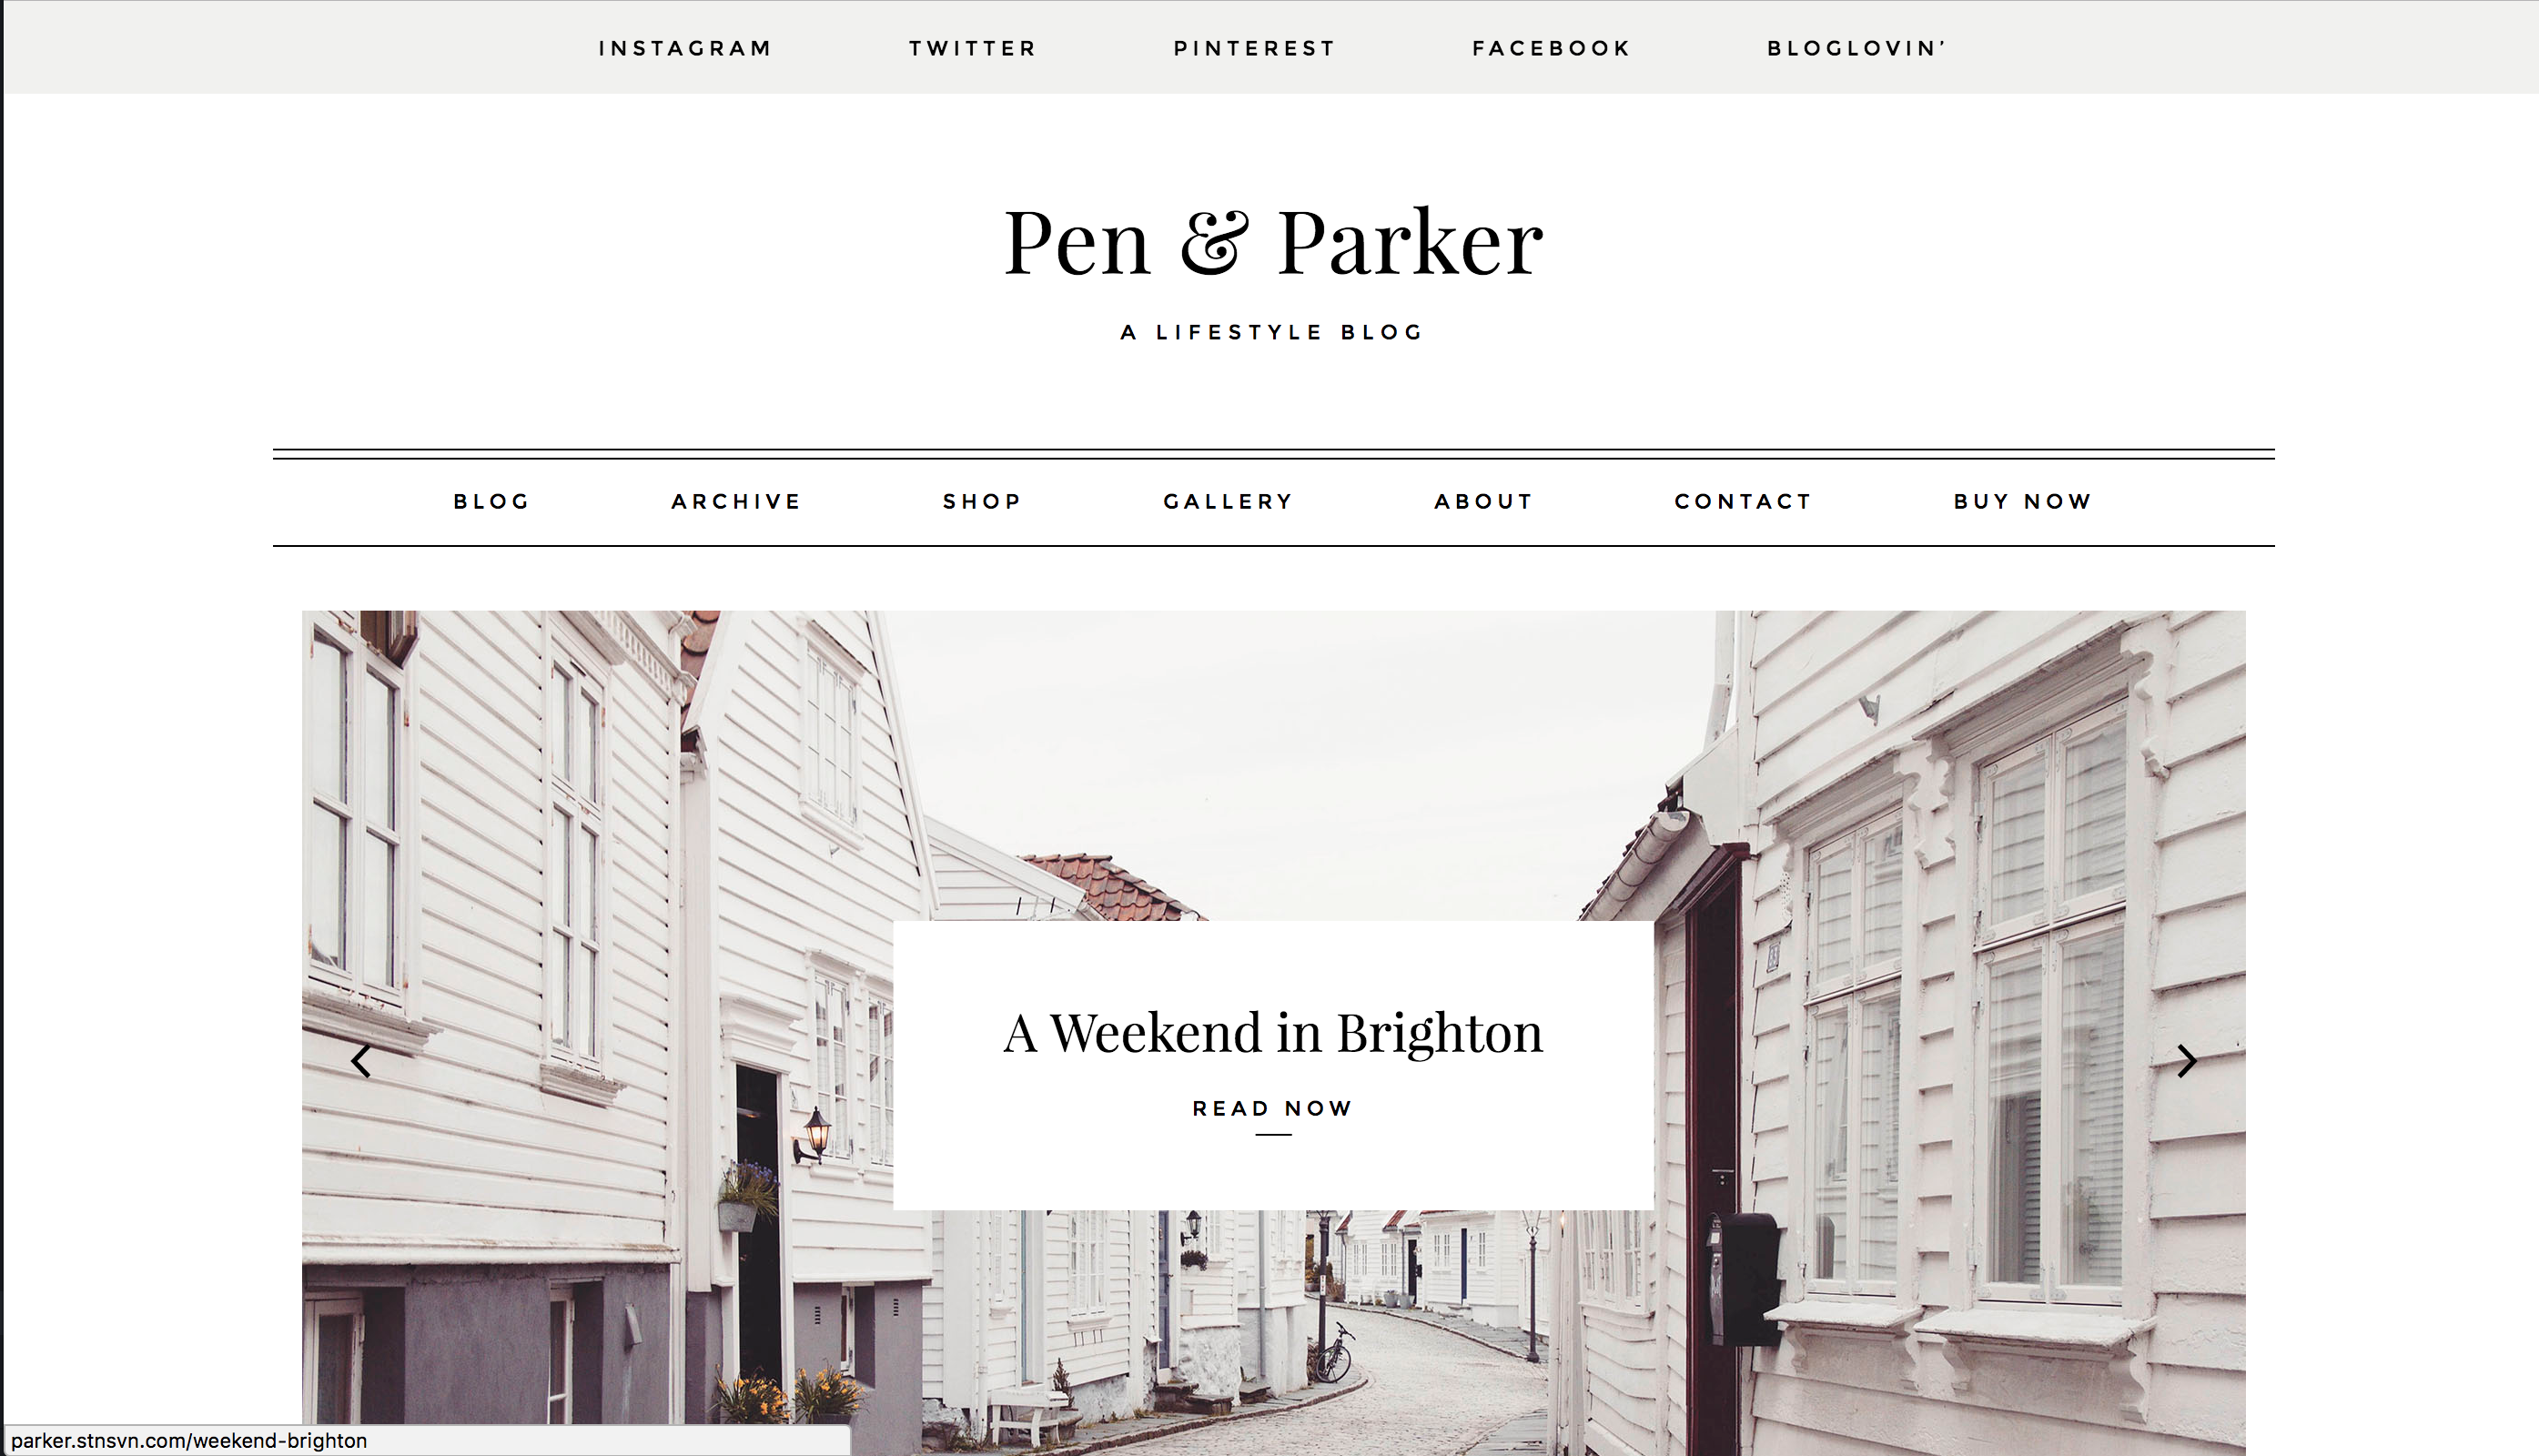 INSTAGRAM TWITTER PINTEREST FACEBOOK BLOGLOVIN'
Pen & Parker
A LIFESTYLE BLOG
BLOG ARCHIVE SHOP GALLERY ABOUT CONTACT BUY NOW
A Weekend in Brighton
READ NOW
parker.stnsvn.com/weekend-brighton